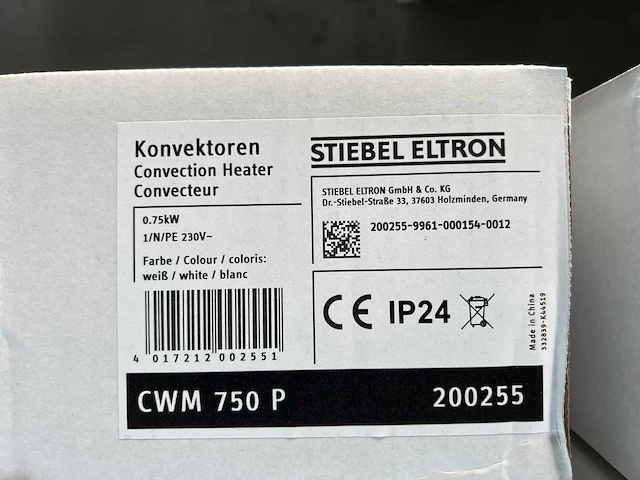 Konvektoren
Convection Heater
Convecteur
0.75kW
1/N/PE 230V~
Farbe / Colour / coloris:
weiß / white / blanc
4 017212 002551
STIEBEL ELTRON
STIEBEL ELTRON GmbH & Co. KG
Dr.-Stiebel-Straße 33, 37603 Holzminden, Germany
200255-9961-000154-0012
CE IP24
Made in China
332839-K44519
CWM 750 P 200255